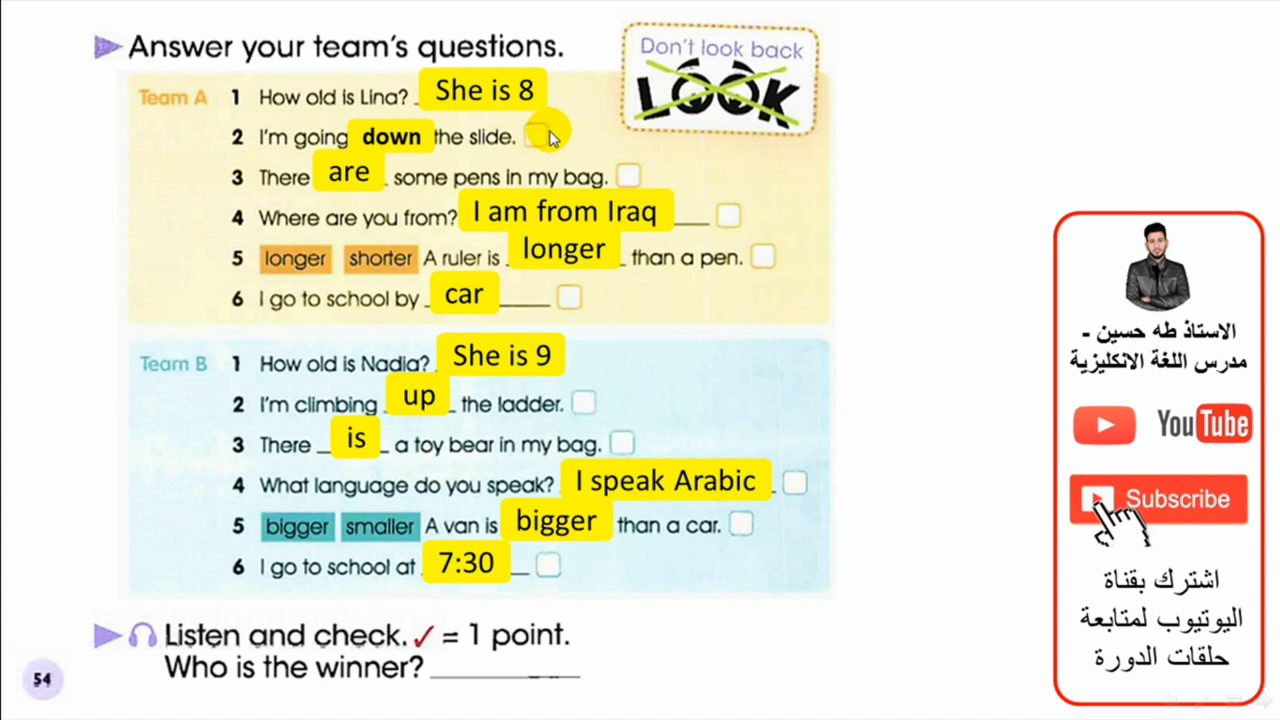 Answer your team's questions.
Don't look back
LOOK
Team A 1 How old is Lina? She is 8
2 I'm going down the slide.
3 There are some pens in my bag.
4 Where are you from? I am from Iraq
5 longer shorter A ruler is longer than a pen.
6 I go to school by car
Team B 1 How old is Nadia? She is 9
2 I'm climbing up the ladder.
3 There is a toy bear in my bag.
4 What language do you speak? I speak Arabic
5 bigger smaller A van is bigger than a car.
6 I go to school at 7:30
Listen and check. ✓ = 1 point.
Who is the winner?
54
الاستاذ طه حسين -
مدرس اللغة الانكليزية
YouTube
Subscribe
اشترك بقناة
اليوتيوب لمتابعة
حلقات الدورة